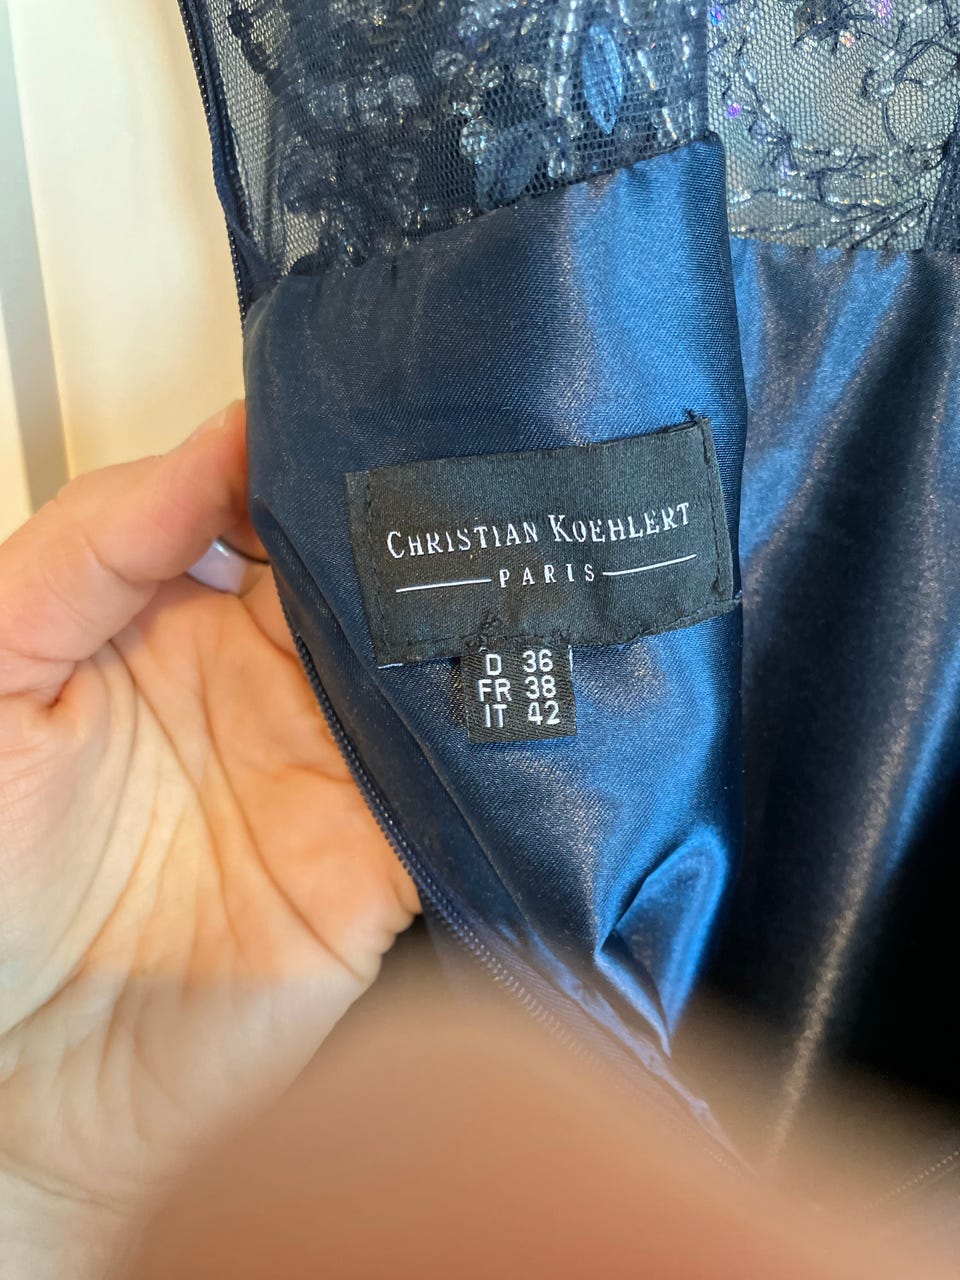 CHRISTIAN KOEHLERT
PARIS
D 36
FR 38
IT 42